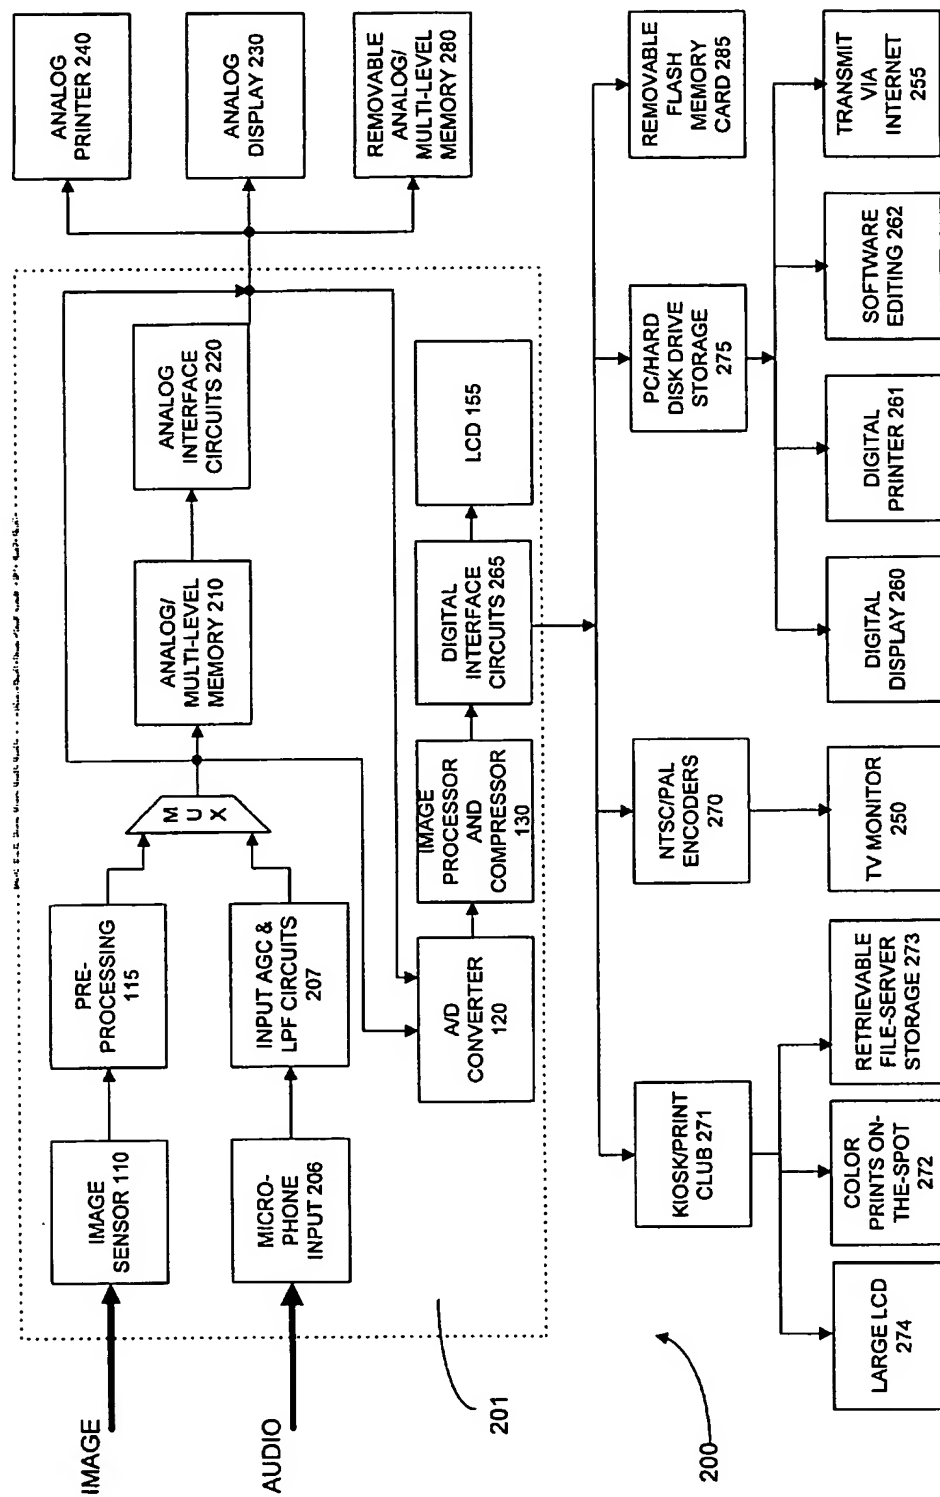 IMAGE
AUDIO
IMAGE
SENSOR 110
PRE-
PROCESSING
115
MICRO-
PHONE
INPUT 206
INPUT AGC &
LPF CIRCUITS
207
M
U
X
ANALOG/
MULTI-LEVEL
MEMORY 210
ANALOG
INTERFACE
CIRCUITS 220
ANALOG
PRINTER 240
ANALOG
DISPLAY 230
REMOVABLE
ANALOG/
MULTI-LEVEL
MEMORY 280
A/D
CONVERTER
120
IMAGE
PROCESSOR
AND
COMPRESSOR
130
DIGITAL
INTERFACE
CIRCUITS 265
LCD 155
201
200
KIOSK/PRINT
CLUB 271
NTSC/PAL
ENCODERS
270
PC/HARD
DISK DRIVE
STORAGE
275
REMOVABLE
FLASH
MEMORY
CARD 285
LARGE LCD
274
COLOR
PRINTS ON-
THE-SPOT
272
RETRIEVABLE
FILE-SERVER
STORAGE 273
TV MONITOR
250
DIGITAL
DISPLAY 260
DIGITAL
PRINTER 261
SOFTWARE
EDITING 262
TRANSMIT
VIA
INTERNET
255